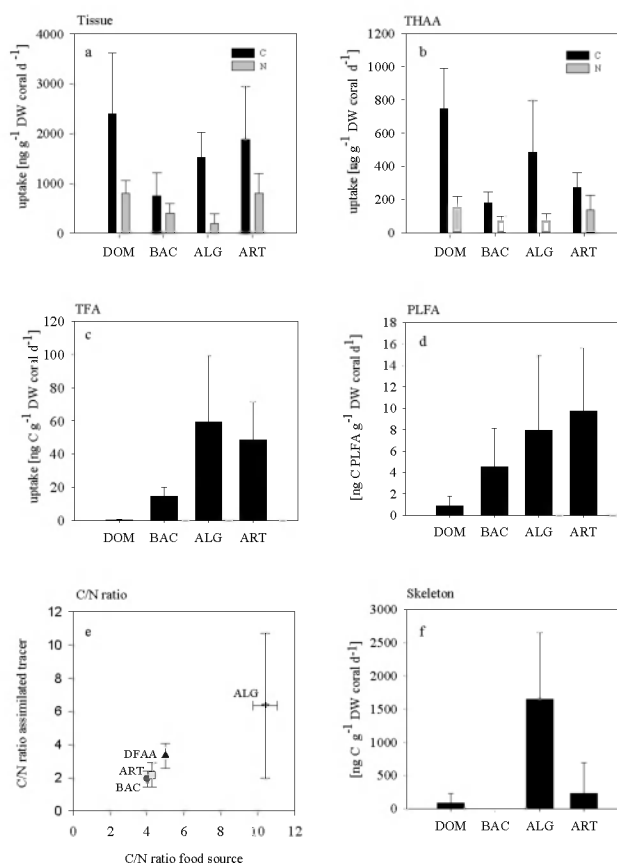 Tissue
a
C
N
uptake [ng g⁻¹ DW coral d⁻¹]
4000
3000
2000
1000
0
DOM BAC ALG ART
THAA
b
C
N
uptake [ng g⁻¹ DW coral d⁻¹]
1200
1000
800
600
400
200
0
DOM BAC ALG ART
TFA
c
uptake [ng C g⁻¹ DW coral d⁻¹]
120
100
80
60
40
20
0
DOM BAC ALG ART
PLFA
d
[ng C PLFA g⁻¹ DW coral d⁻¹]
18
16
14
12
10
8
6
4
2
0
DOM BAC ALG ART
C/N ratio
e
C/N ratio assimilated tracer
12
10
8
6
4
2
0
ALG
DFAA
ART
BAC
0 2 4 6 8 10 12
C/N ratio food source
Skeleton
f
[ng C g⁻¹ DW coral d⁻¹]
3000
2500
2000
1500
1000
500
0
DOM BAC ALG ART